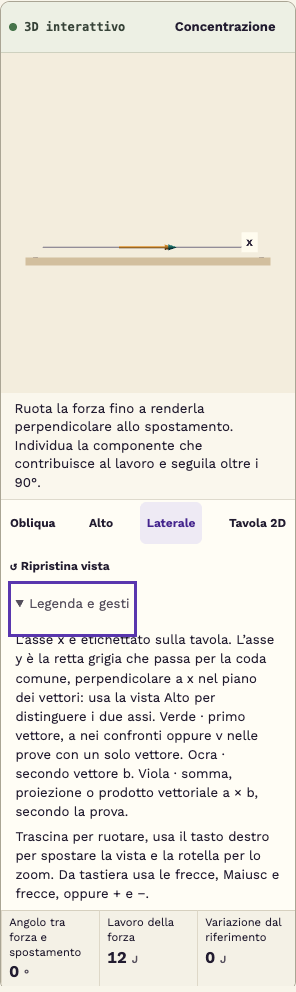 3D interattivo Concentrazione
x
Ruota la forza fino a renderla
perpendicolare allo spostamento.
Individua la componente che
contribuisce al lavoro e seguila oltre i
90°.
Obliqua Alto Laterale Tavola 2D
↺ Ripristina vista
▼ Legenda e gesti
L'asse x è etichettato sulla tavola. L'asse
y è la retta grigia che passa per la coda
comune, perpendicolare a x nel piano
dei vettori: usa la vista Alto per
distinguere i due assi. Verde · primo
vettore, a nei confronti oppure v nelle
prove con un solo vettore. Ocra ·
secondo vettore b. Viola · somma,
proiezione o prodotto vettoriale a × b,
secondo la prova.
Trascina per ruotare, usa il tasto destro
per spostare la vista e la rotella per lo
zoom. Da tastiera usa le frecce, Maiusc e
frecce, oppure + e −.
Angolo tra
forza e
spostamento
0 °
Lavoro della
forza
12 J
Variazione dal
riferimento
0 J